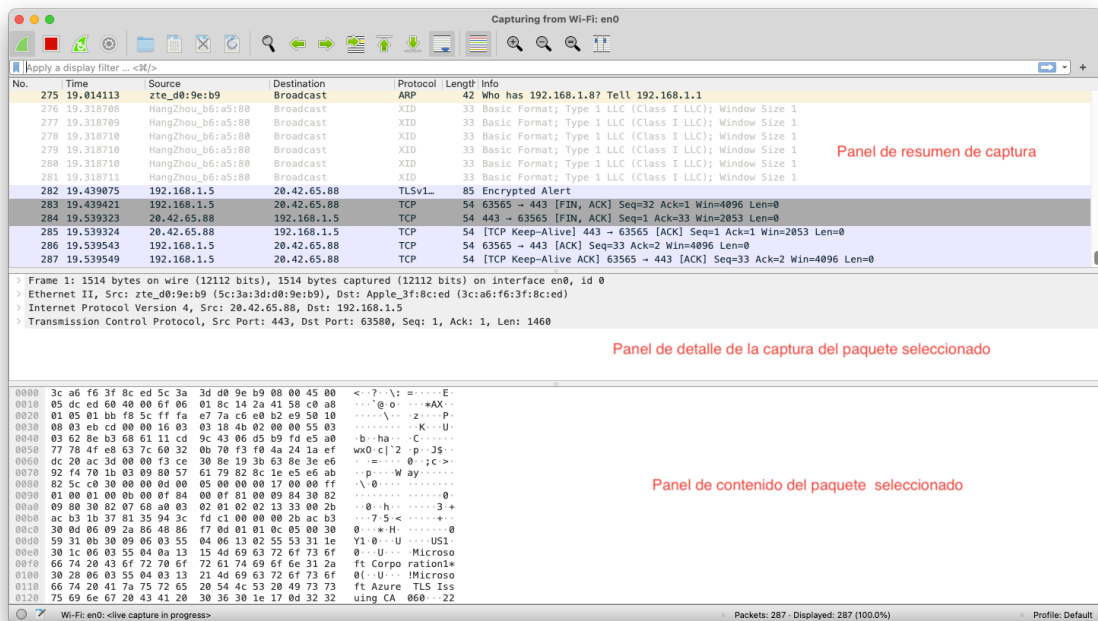 Capturing from Wi-Fi: en0
Apply a display filter ... <⌘/>
No. Time Source Destination Protocol Length Info
275 19.014113 zte_d0:9e:b9 Broadcast ARP 42 Who has 192.168.1.8? Tell 192.168.1.1
276 19.318708 HangZhou_b6:a5:80 Broadcast XID 33 Basic Format; Type 1 LLC (Class I LLC); Window Size 1
277 19.318709 HangZhou_b6:a5:80 Broadcast XID 33 Basic Format; Type 1 LLC (Class I LLC); Window Size 1
278 19.318710 HangZhou_b6:a5:80 Broadcast XID 33 Basic Format; Type 1 LLC (Class I LLC); Window Size 1
279 19.318710 HangZhou_b6:a5:80 Broadcast XID 33 Basic Format; Type 1 LLC (Class I LLC); Window Size 1
280 19.318710 HangZhou_b6:a5:80 Broadcast XID 33 Basic Format; Type 1 LLC (Class I LLC); Window Size 1
281 19.318711 HangZhou_b6:a5:80 Broadcast XID 33 Basic Format; Type 1 LLC (Class I LLC); Window Size 1
Panel de resumen de captura
282 19.439075 192.168.1.5 20.42.65.88 TLSv1… 85 Encrypted Alert
283 19.439421 192.168.1.5 20.42.65.88 TCP 54 63565 → 443 [FIN, ACK] Seq=32 Ack=1 Win=4096 Len=0
284 19.539323 20.42.65.88 192.168.1.5 TCP 54 443 → 63565 [FIN, ACK] Seq=1 Ack=33 Win=2053 Len=0
285 19.539324 20.42.65.88 192.168.1.5 TCP 54 [TCP Keep-Alive] 443 → 63565 [ACK] Seq=1 Ack=1 Win=2053 Len=0
286 19.539543 192.168.1.5 20.42.65.88 TCP 54 63565 → 443 [ACK] Seq=33 Ack=2 Win=4096 Len=0
287 19.539549 192.168.1.5 20.42.65.88 TCP 54 [TCP Keep-Alive ACK] 63565 → 443 [ACK] Seq=33 Ack=2 Win=4096 Len=0
Frame 1: 1514 bytes on wire (12112 bits), 1514 bytes captured (12112 bits) on interface en0, id 0
Ethernet II, Src: zte_d0:9e:b9 (5c:3a:3d:d0:9e:b9), Dst: Apple_3f:8c:ed (3c:a6:f6:3f:8c:ed)
Internet Protocol Version 4, Src: 20.42.65.88, Dst: 192.168.1.5
Transmission Control Protocol, Src Port: 443, Dst Port: 63580, Seq: 1, Ack: 1, Len: 1460
Panel de detalle de la captura del paquete seleccionado
0000 3c a6 f6 3f 8c ed 5c 3a 3d d0 9e b9 08 00 45 00 <··?··\: =·····E·
0010 05 dc ed 60 40 00 6f 06 01 8c 14 2a 41 58 c0 a8 ···`@·o· ···*AX··
0020 01 05 01 bb f8 5c ff fa e7 7a c6 e0 b2 e9 50 10 ·····\·· ·z····P·
0030 08 03 eb cd 00 00 16 03 03 18 4b 02 00 00 55 03 ········ ··K···U·
0040 03 62 8e b3 68 61 11 cd 9c 43 06 d5 b9 fd e5 a0 ·b··ha·· ·C······
0050 77 78 4f e8 63 7c 60 32 0b 70 f3 f0 4a 24 1a ef wxO·c|`2 ·p··J$··
0060 dc 20 ac 3d 00 00 f3 ce 30 8e 19 3b 63 8e 3e e6 · ·=···· 0··;c·>·
0070 92 f4 70 1b 03 09 80 57 61 79 82 8c 1e e5 e6 ab ··p····W ay······
0080 82 5c c0 30 00 00 0d 00 05 00 00 00 17 00 00 ff ·\·0···· ········
0090 01 00 01 00 0b 00 0f 84 00 0f 81 00 09 84 30 82 ········ ······0·
00a0 09 80 30 82 07 68 a0 03 02 01 02 02 13 33 00 2b ··0··h·· ·····3·+
00b0 ac b3 1b 37 81 35 94 3c fd c1 00 00 00 2b ac b3 ···7·5·< ·····+··
00c0 30 0d 06 09 2a 86 48 86 f7 0d 01 01 0c 05 00 30 0···*·H· ·······0
00d0 59 31 0b 30 09 06 03 55 04 06 13 02 55 53 31 1e Y1·0···U ····US1·
00e0 30 1c 06 03 55 04 0a 13 15 4d 69 63 72 6f 73 6f 0···U··· ·Microso
00f0 66 74 20 43 6f 72 70 6f 72 61 74 69 6f 6e 31 2a ft Corpo ration1*
0100 30 28 06 03 55 04 03 13 21 4d 69 63 72 6f 73 6f 0(··U··· !Microso
0110 66 74 20 41 7a 75 72 65 20 54 4c 53 20 49 73 73 ft Azure TLS Iss
0120 75 69 6e 67 20 43 41 20 30 36 30 1e 17 0d 32 32 uing CA 060···22
Panel de contenido del paquete seleccionado
Wi-Fi: en0: <live capture in progress>
Packets: 287 · Displayed: 287 (100.0%)
Profile: Default